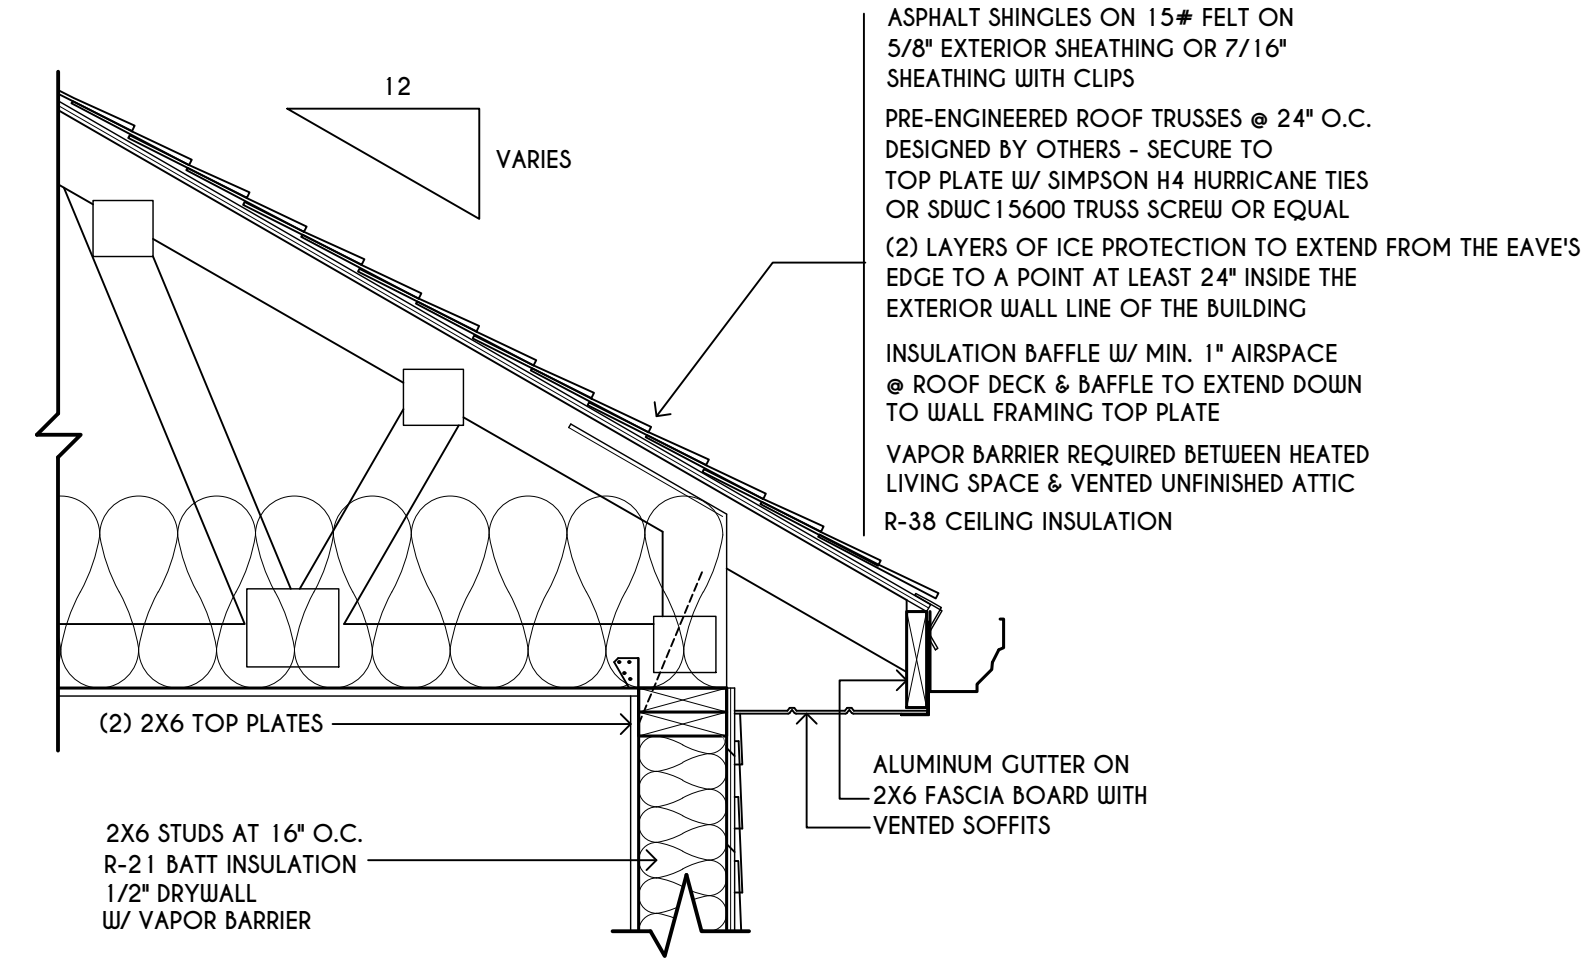 12
VARIES
ASPHALT SHINGLES ON 15# FELT ON
5/8" EXTERIOR SHEATHING OR 7/16"
SHEATHING WITH CLIPS
PRE-ENGINEERED ROOF TRUSSES @ 24" O.C.
DESIGNED BY OTHERS - SECURE TO
TOP PLATE W/ SIMPSON H4 HURRICANE TIES
OR SDWC15600 TRUSS SCREW OR EQUAL
(2) LAYERS OF ICE PROTECTION TO EXTEND FROM THE EAVE'S
EDGE TO A POINT AT LEAST 24" INSIDE THE
EXTERIOR WALL LINE OF THE BUILDING
INSULATION BAFFLE W/ MIN. 1" AIRSPACE
@ ROOF DECK & BAFFLE TO EXTEND DOWN
TO WALL FRAMING TOP PLATE
VAPOR BARRIER REQUIRED BETWEEN HEATED
LIVING SPACE & VENTED UNFINISHED ATTIC
R-38 CEILING INSULATION
(2) 2X6 TOP PLATES
ALUMINUM GUTTER ON
2X6 FASCIA BOARD WITH
VENTED SOFFITS
2X6 STUDS AT 16" O.C.
R-21 BATT INSULATION
1/2" DRYWALL
W/ VAPOR BARRIER